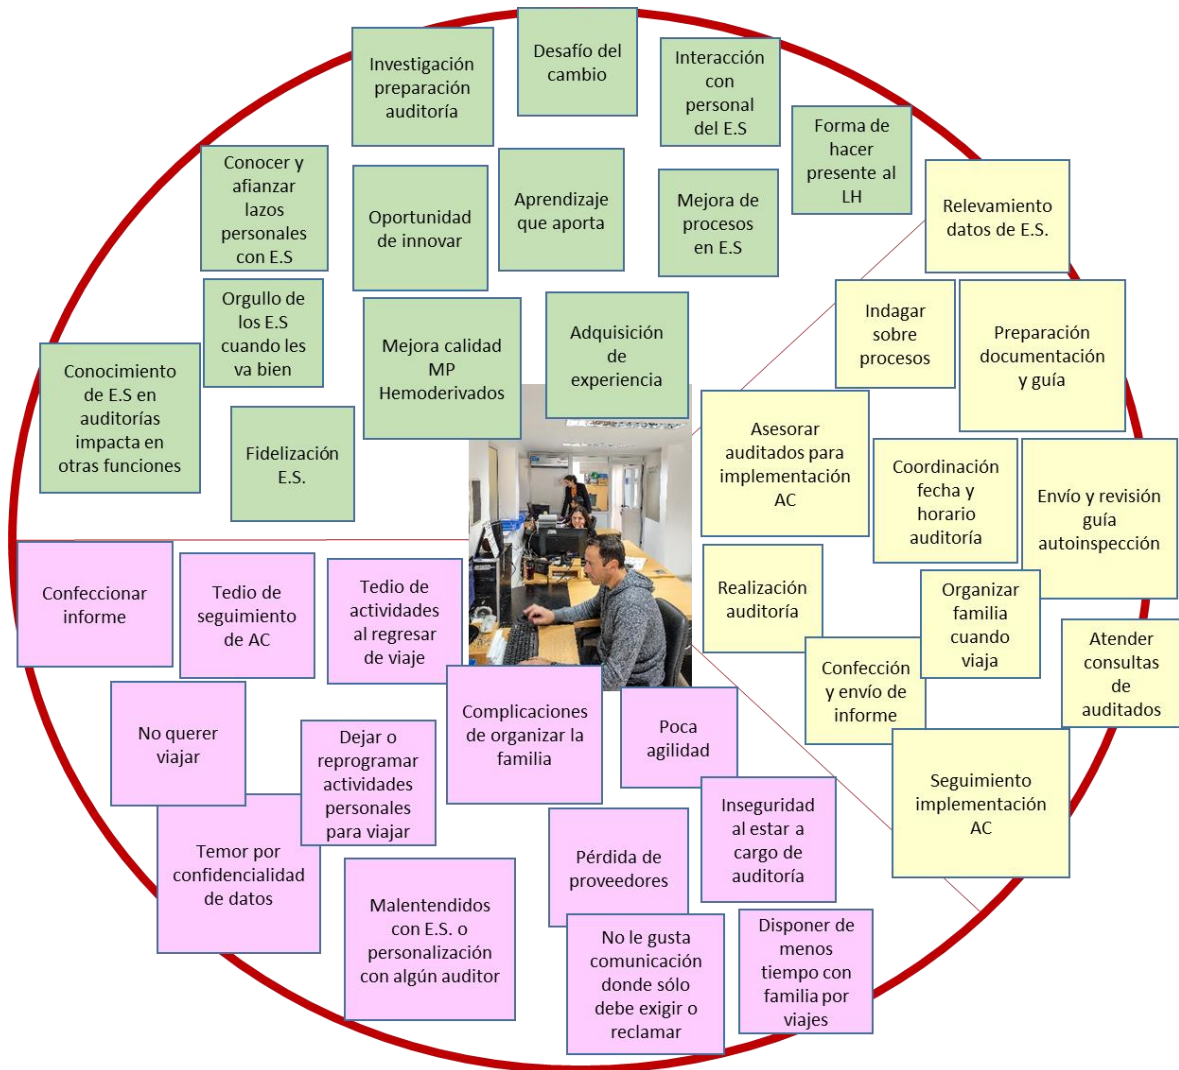 Investigación
preparación
auditoría
Desafío del
cambio
Interacción
con
personal
del E.S
Forma de
hacer
presente al
LH
Conocer y
afianzar
lazos
personales
con E.S
Oportunidad
de innovar
Aprendizaje
que aporta
Mejora de
procesos
en E.S
Orgullo de
los E.S
cuando les
va bien
Mejora calidad
MP
Hemoderivados
Adquisición
de
experiencia
Conocimiento
de E.S en
auditorías
impacta en
otras funciones
Fidelización
E.S.
Relevamiento
datos de E.S.
Indagar
sobre
procesos
Preparación
documentación
y guía
Asesorar
auditados para
implementación
AC
Coordinación
fecha y
horario
auditoría
Envío y revisión
guía
autoinspección
Realización
auditoría
Organizar
familia
cuando
viaja
Confección
y envío de
informe
Atender
consultas
de
auditados
Seguimiento
implementación
AC
Confeccionar
informe
Tedio de
seguimiento
de AC
Tedio de
actividades
al regresar
de viaje
No querer
viajar
Dejar o
reprogramar
actividades
personales
para viajar
Complicaciones
de organizar la
familia
Poca
agilidad
Temor por
confidencialidad
de datos
Malentendidos
con E.S. o
personalización
con algún auditor
Pérdida de
proveedores
Inseguridad
al estar a
cargo de
auditoría
No le gusta
comunicación
donde sólo
debe exigir o
reclamar
Disponer de
menos
tiempo con
familia por
viajes